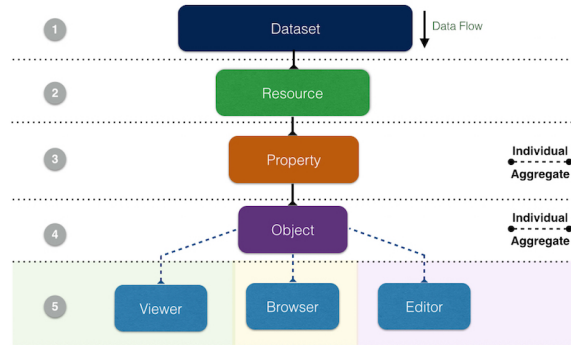 1
Dataset
Data Flow
2
Resource
3
Property
Individual
Aggregate
4
Object
Individual
Aggregate
5
Viewer
Browser
Editor